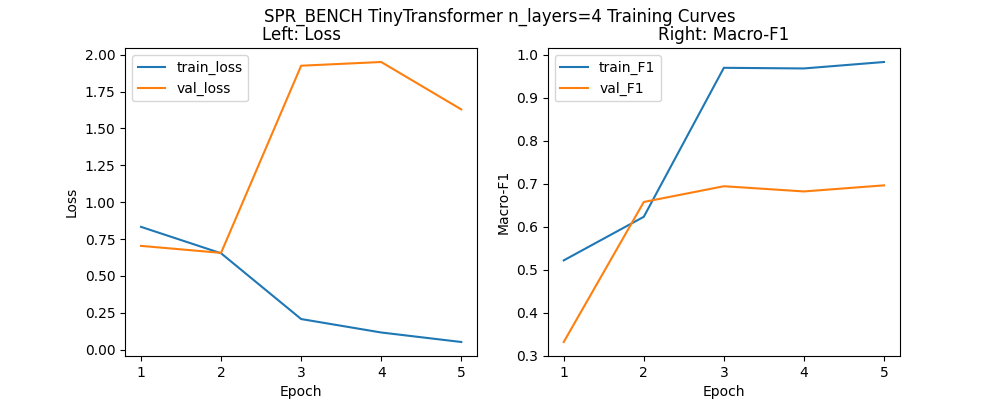 SPR_BENCH TinyTransformer n_layers=4 Training Curves
Left: Loss
2.00
1.75
1.50
1.25
1.00
0.75
0.50
0.25
0.00
Loss
train_loss
val_loss
1 2 3 4 5
Epoch
Right: Macro-F1
1.0
0.9
0.8
0.7
0.6
0.5
0.4
0.3
Macro-F1
train_F1
val_F1
1 2 3 4 5
Epoch